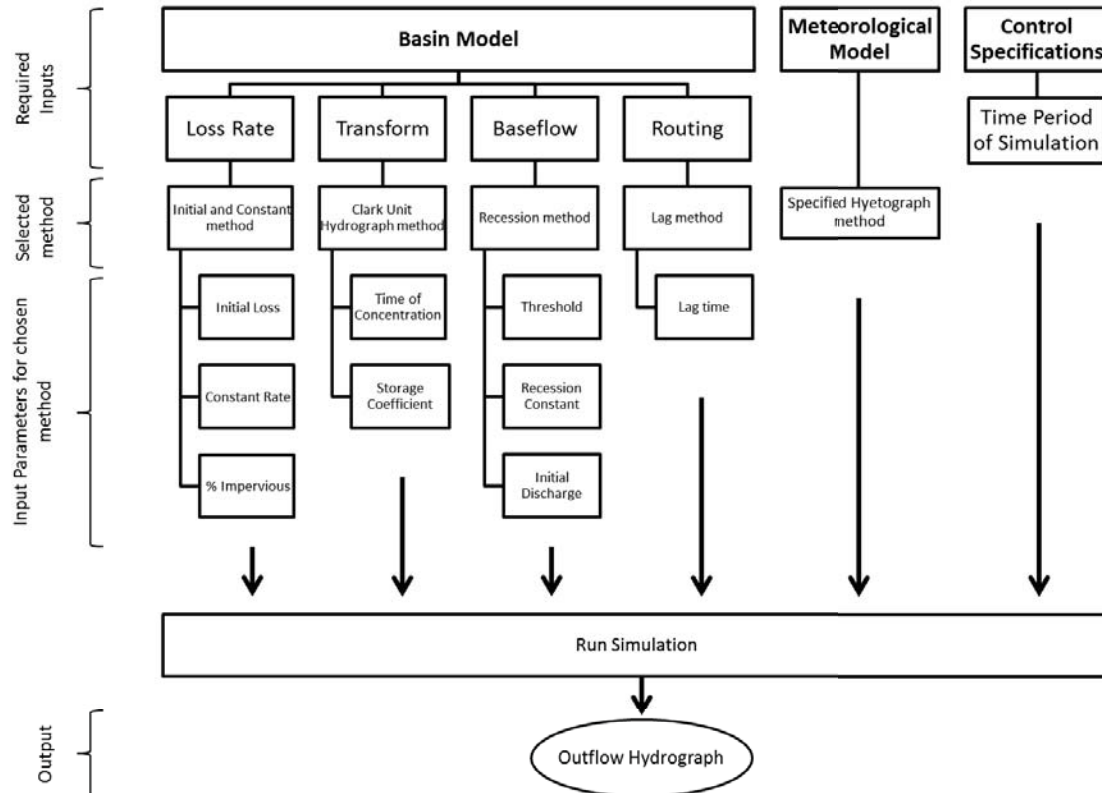 Required
Inputs
Basin Model
Meteorological
Model
Control
Specifications
Loss Rate
Transform
Baseflow
Routing
Time Period
of Simulation
Selected
method
Initial and Constant
method
Clark Unit
Hydrograph method
Recession method
Lag method
Specified Hyetograph
method
Input Parameters for chosen
method
Initial Loss
Time of
Concentration
Threshold
Lag time
Constant Rate
Storage
Coefficient
Recession
Constant
% Impervious
Initial
Discharge
Run Simulation
Output
Outflow Hydrograph